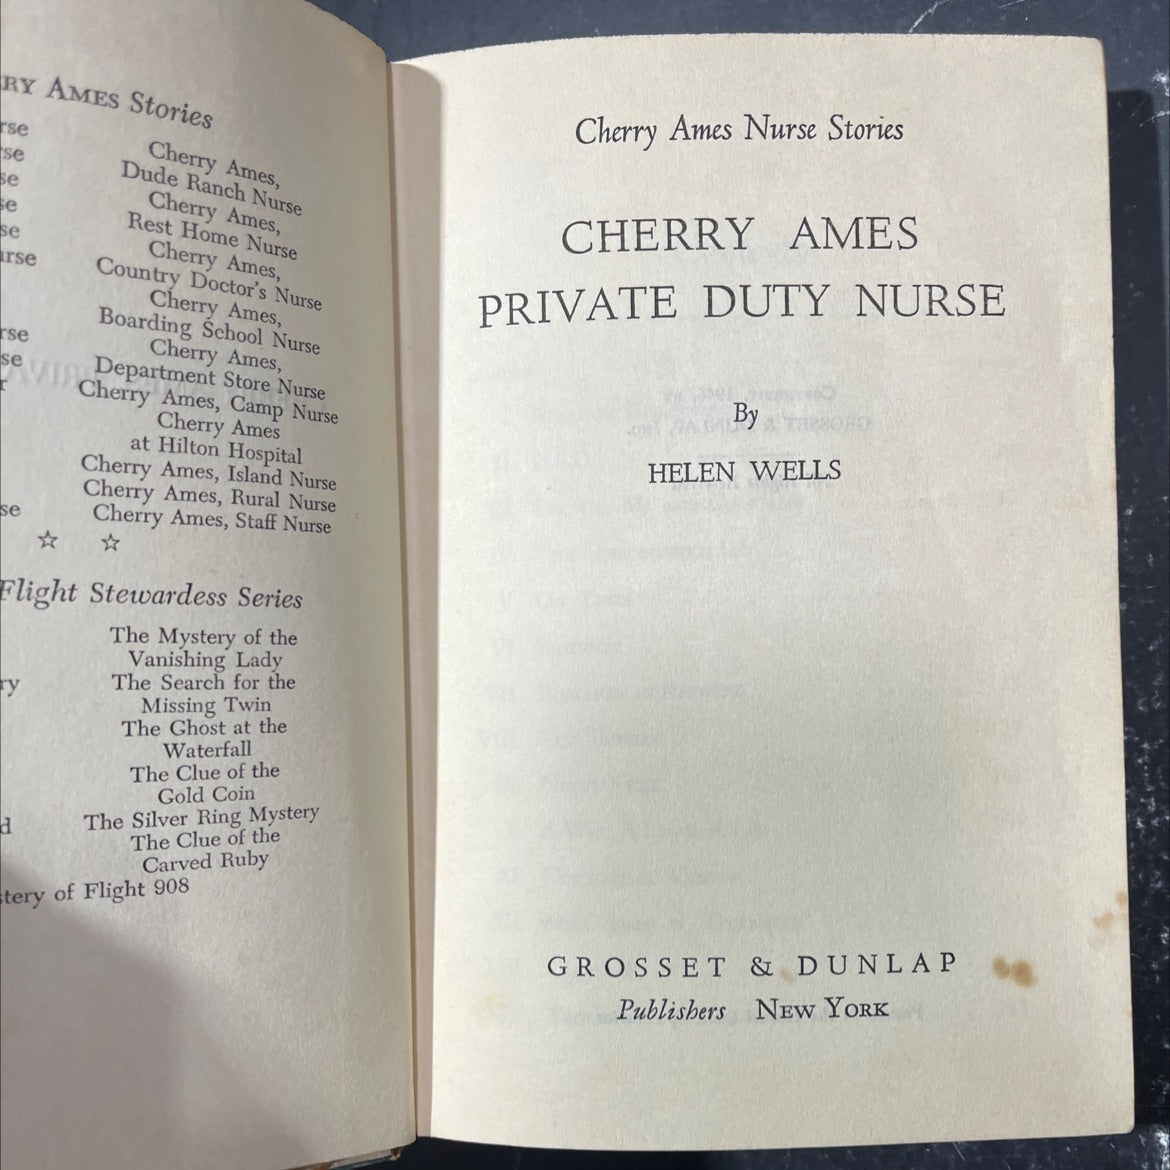 RY AMES Stories
rse
se
se
se
se
urse
rse
se
r
se
Cherry Ames,
Dude Ranch Nurse
Cherry Ames,
Rest Home Nurse
Cherry Ames,
Country Doctor's Nurse
Cherry Ames,
Boarding School Nurse
Cherry Ames,
Department Store Nurse
Cherry Ames, Camp Nurse
Cherry Ames
at Hilton Hospital
Cherry Ames, Island Nurse
Cherry Ames, Rural Nurse
Cherry Ames, Staff Nurse
☆ ☆
Flight Stewardess Series
ry
d
The Mystery of the
Vanishing Lady
The Search for the
Missing Twin
The Ghost at the
Waterfall
The Clue of the
Gold Coin
The Silver Ring Mystery
The Clue of the
Carved Ruby
stery of Flight 908
Cherry Ames Nurse Stories
CHERRY AMES
PRIVATE DUTY NURSE
By
HELEN WELLS
GROSSET & DUNLAP
Publishers NEW YORK